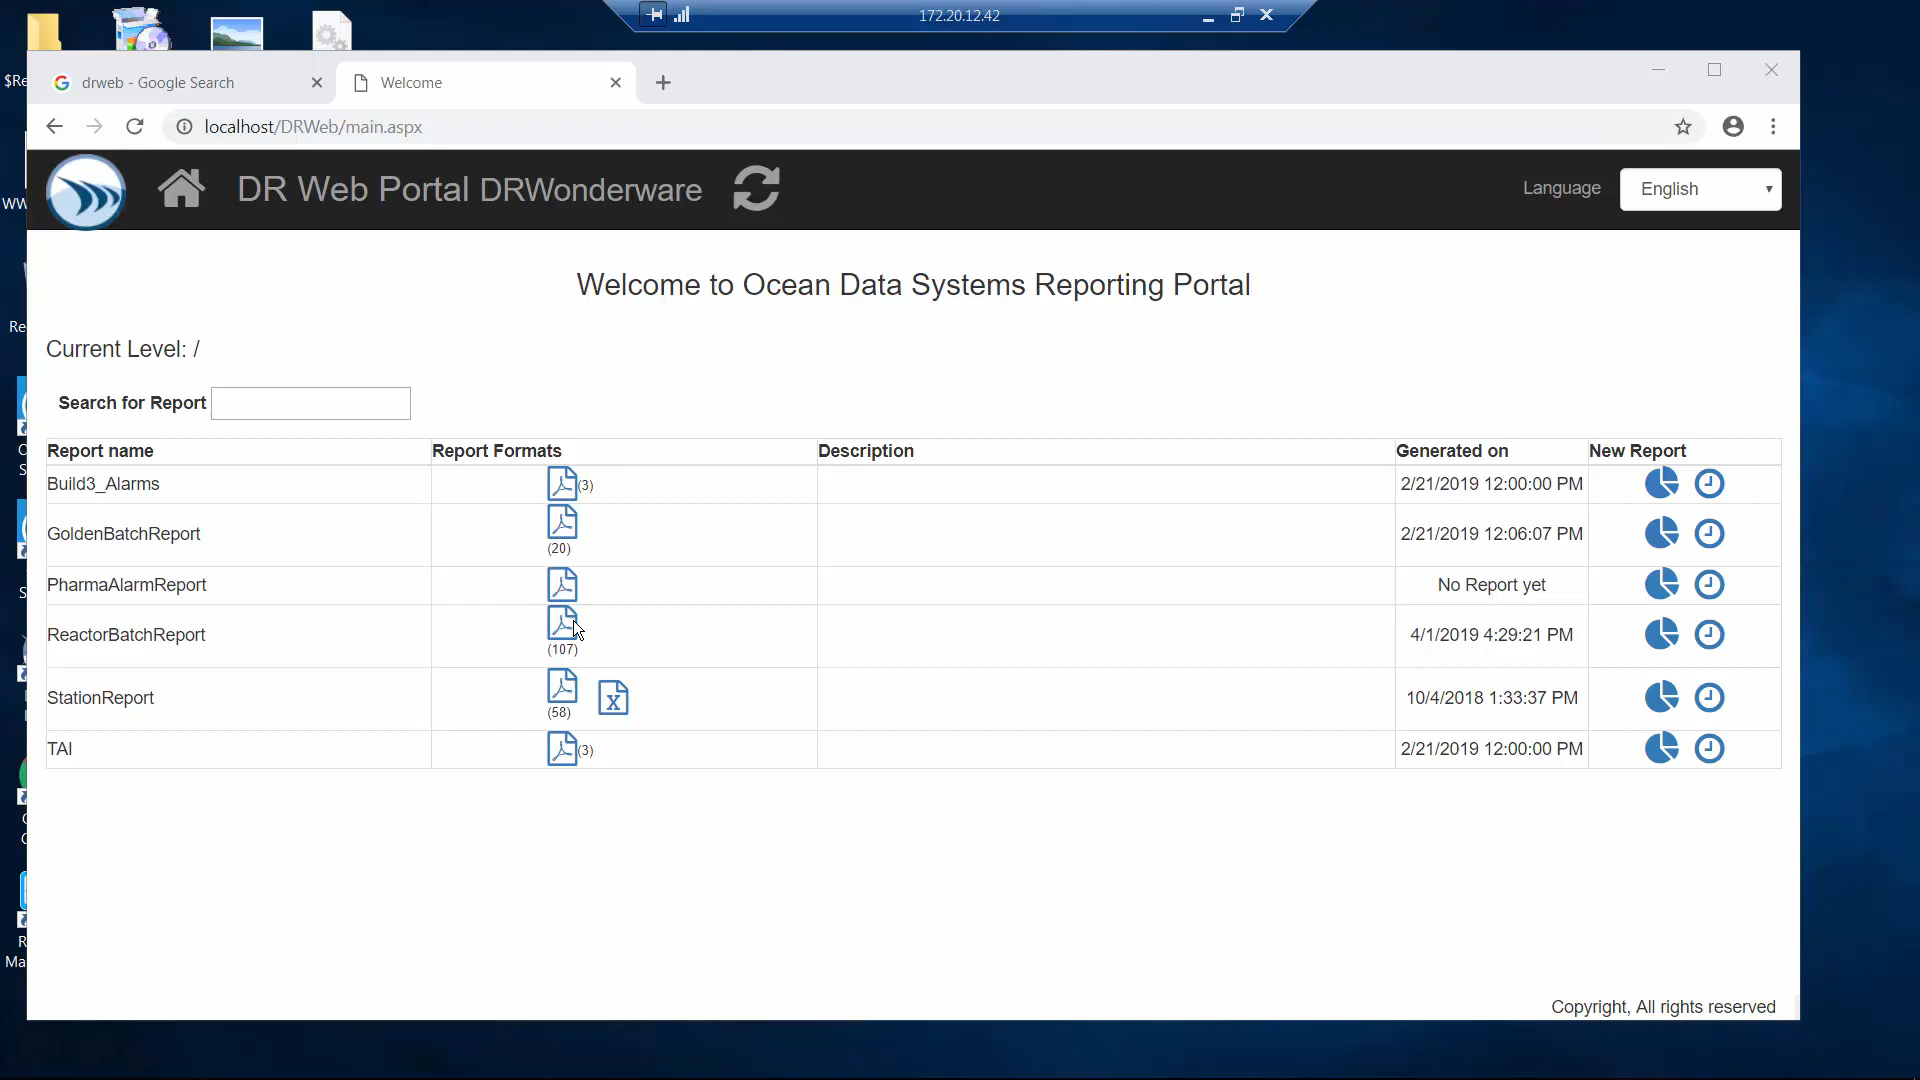 172.20.12.42
$Re
drweb - Google Search
Welcome
localhost/DRWeb/main.aspx
DR Web Portal DRWonderware
Language
English
WW
Welcome to Ocean Data Systems Reporting Portal
Re
Current Level: /
Search for Report
Report name Report Formats Description Generated on New Report
Build3_Alarms (3) 2/21/2019 12:00:00 PM
GoldenBatchReport (20) 2/21/2019 12:06:07 PM
PharmaAlarmReport No Report yet
ReactorBatchReport (107) 4/1/2019 4:29:21 PM
StationReport (58) 10/4/2018 1:33:37 PM
TAI (3) 2/21/2019 12:00:00 PM
R
Ma
Copyright, All rights reserved